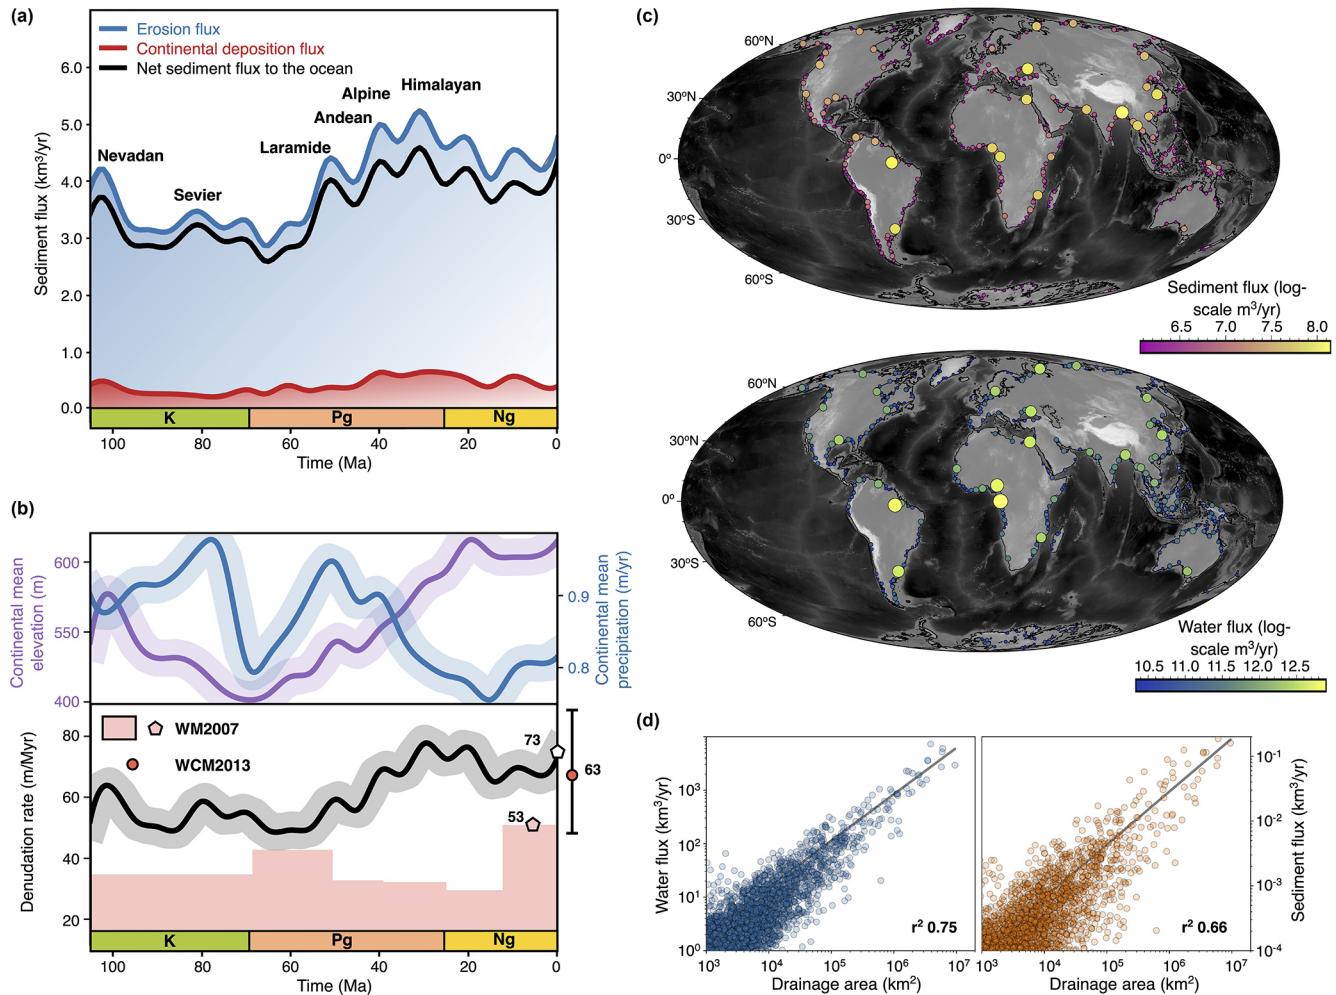 (a)
Erosion flux
Continental deposition flux
Net sediment flux to the ocean
Sediment flux (km³/yr)
6.0
5.0
4.0
3.0
2.0
1.0
0.0
Nevadan
Sevier
Laramide
Andean
Alpine
Himalayan
K Pg Ng
100 80 60 40 20 0
Time (Ma)
(b)
Continental mean
elevation (m)
600
550
400
Continental mean
precipitation (m/yr)
0.9
0.8
Denudation rate (m/Myr)
80
60
40
20
WM2007
WCM2013
73
63
53
K Pg Ng
100 80 60 40 20 0
Time (Ma)
(c)
60ºN
30ºN
0º
30ºS
60ºS
Sediment flux (log-
scale m³/yr)
6.5 7.0 7.5 8.0
60ºN
30ºN
0º
30ºS
60ºS
Water flux (log-
scale m³/yr)
10.5 11.0 11.5 12.0 12.5
(d)
Water flux (km³/yr)
10³
10²
10¹
10⁰
r² 0.75
10³ 10⁴ 10⁵ 10⁶ 10⁷
Drainage area (km²)
r² 0.66
10³ 10⁴ 10⁵ 10⁶ 10⁷
Drainage area (km²)
10⁻¹
10⁻²
10⁻³
10⁻⁴
Sediment flux (km³/yr)